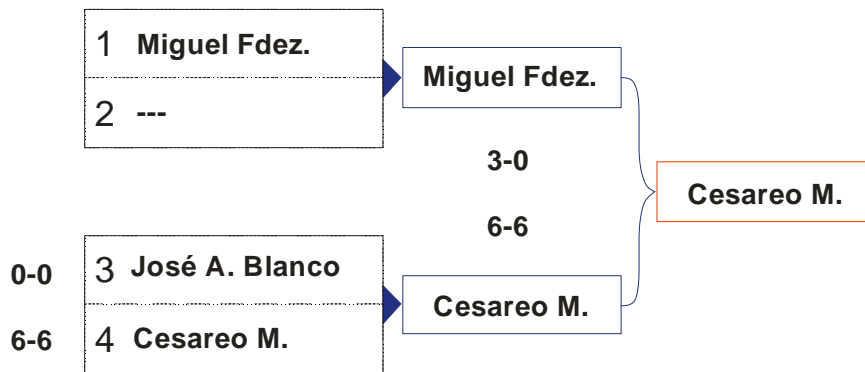 1 Miguel Fdez.
2 ---
Miguel Fdez.
3-0
6-6
Cesareo M.
0-0
3 José A. Blanco
6-6
4 Cesareo M.
Cesareo M.